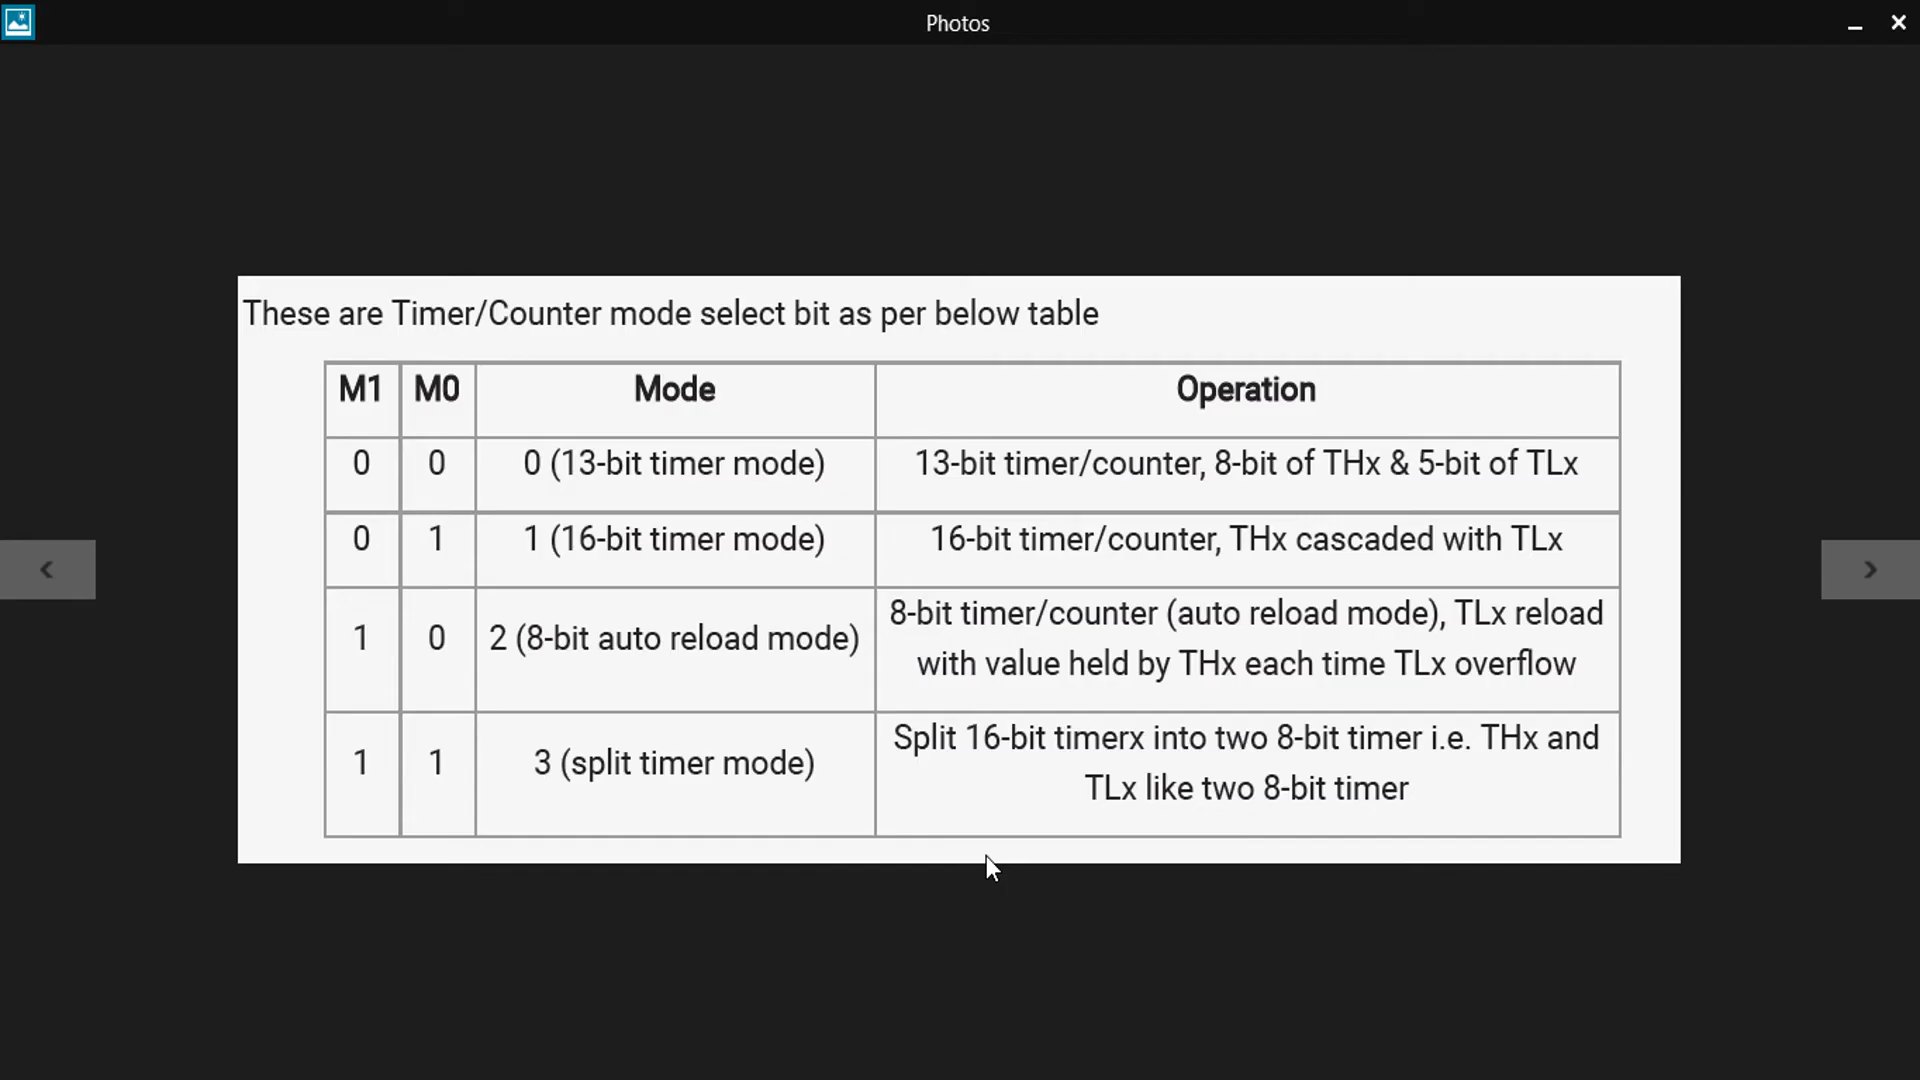 Photos
These are Timer/Counter mode select bit as per below table
M1 M0 Mode Operation
0 0 0 (13-bit timer mode) 13-bit timer/counter, 8-bit of THx & 5-bit of TLx
0 1 1 (16-bit timer mode) 16-bit timer/counter, THx cascaded with TLx
1 0 2 (8-bit auto reload mode) 8-bit timer/counter (auto reload mode), TLx reload
with value held by THx each time TLx overflow
1 1 3 (split timer mode) Split 16-bit timerx into two 8-bit timer i.e. THx and
TLx like two 8-bit timer